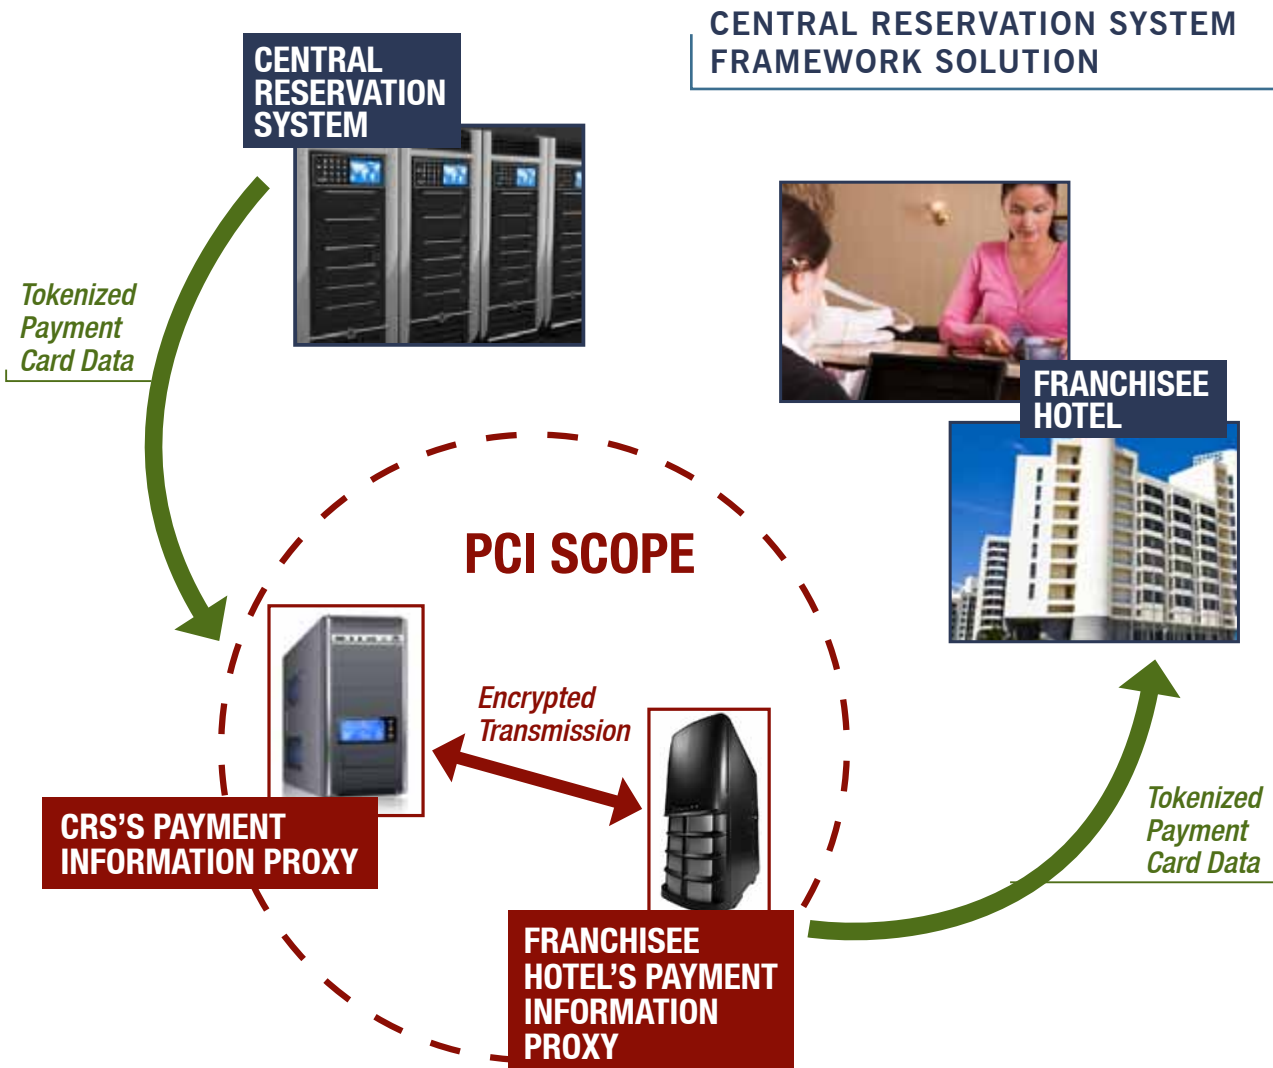 CENTRAL RESERVATION SYSTEM
FRAMEWORK SOLUTION
CENTRAL
RESERVATION
SYSTEM
Tokenized
Payment
Card Data
FRANCHISEE
HOTEL
PCI SCOPE
Encrypted
Transmission
CRS’S PAYMENT
INFORMATION PROXY
Tokenized
Payment
Card Data
FRANCHISEE
HOTEL’S PAYMENT
INFORMATION
PROXY